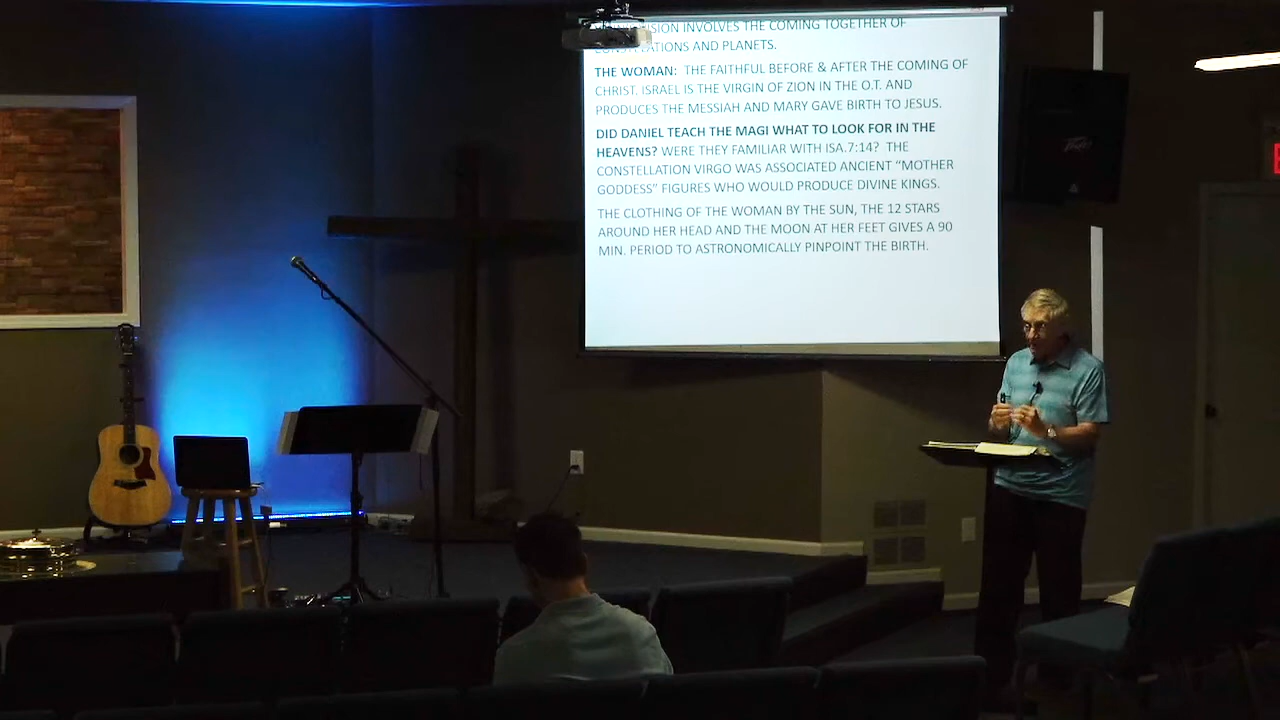 INVOLVES THE COMING TOGETHER OF
AND PLANETS.
THE WOMAN: THE FAITHFUL BEFORE & AFTER THE COMING OF
CHRIST. ISRAEL IS THE VIRGIN OF ZION IN THE O.T. AND
PRODUCES THE MESSIAH AND MARY GAVE BIRTH TO JESUS.
DID DANIEL TEACH THE MAGI WHAT TO LOOK FOR IN THE
HEAVENS? WERE THEY FAMILIAR WITH ISA.7:14? THE
CONSTELLATION VIRGO WAS ASSOCIATED ANCIENT “MOTHER
GODDESS” FIGURES WHO WOULD PRODUCE DIVINE KINGS.
THE CLOTHING OF THE WOMAN BY THE SUN, THE 12 STARS
AROUND HER HEAD AND THE MOON AT HER FEET GIVES A 90
MIN. PERIOD TO ASTRONOMICALLY PINPOINT THE BIRTH.
Peavey